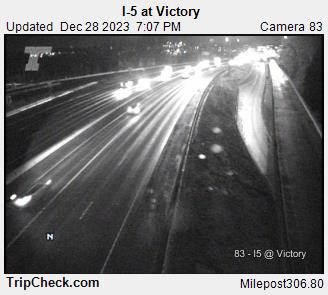 I-5 at Victory
Updated Dec 28 2023 7:07 PM Camera 83
T
N
83 - I5 @ Victory
TripCheck.com Milepost306.80